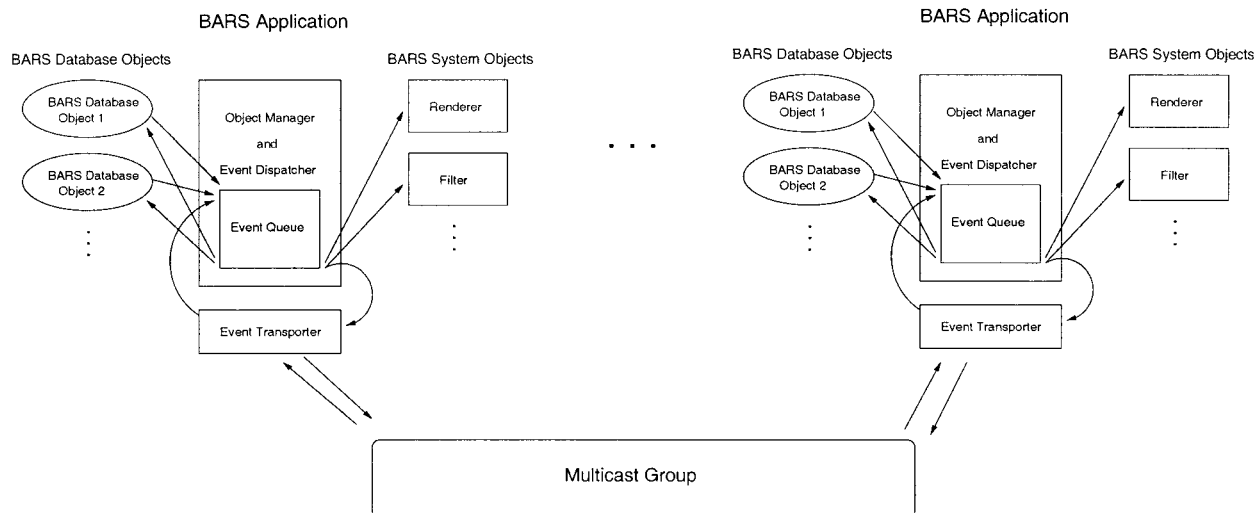 BARS Application
BARS Database Objects
BARS System Objects
BARS Database
Object 1
BARS Database
Object 2
Object Manager
and
Event Dispatcher
Event Queue
Renderer
Filter
Event Transporter
BARS Application
BARS Database Objects
BARS System Objects
BARS Database
Object 1
BARS Database
Object 2
Object Manager
and
Event Dispatcher
Event Queue
Renderer
Filter
Event Transporter
Multicast Group